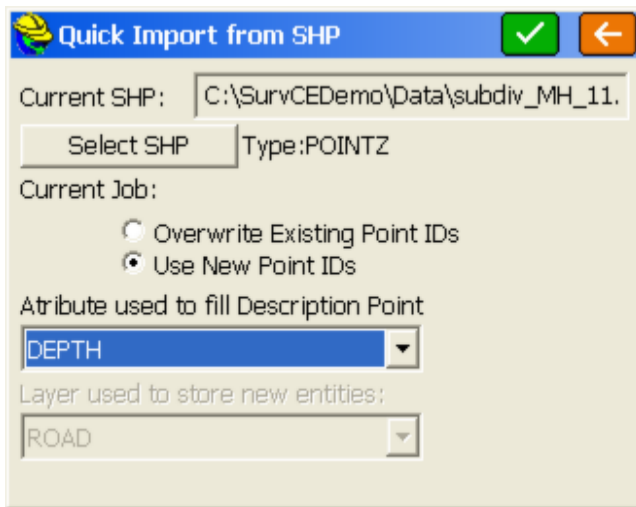 Quick Import from SHP
Current SHP: C:\SurvCEDemo\Data\subdiv_MH_11.
Select SHP Type:POINTZ
Current Job:
Overwrite Existing Point IDs
Use New Point IDs
Atribute used to fill Description Point
DEPTH
Layer used to store new entities:
ROAD